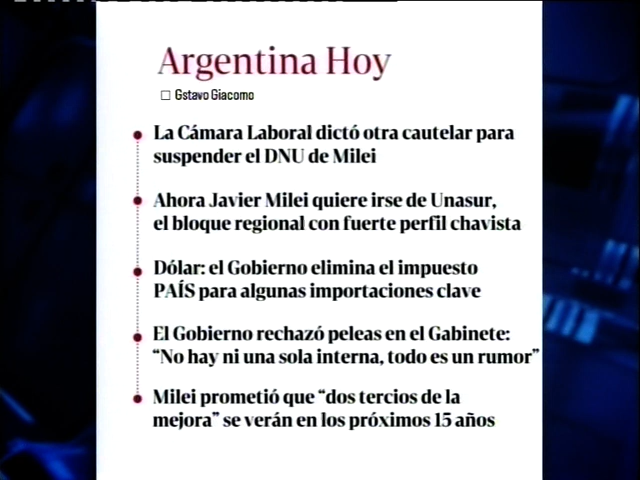 Argentina Hoy
Gstavo Giacomo
La Cámara Laboral dictó otra cautelar para
suspender el DNU de Milei
Ahora Javier Milei quiere irse de Unasur,
el bloque regional con fuerte perfil chavista
Dólar: el Gobierno elimina el impuesto
PAÍS para algunas importaciones clave
El Gobierno rechazó peleas en el Gabinete:
“No hay ni una sola interna, todo es un rumor”
Milei prometió que “dos tercios de la
mejora” se verán en los próximos 15 años